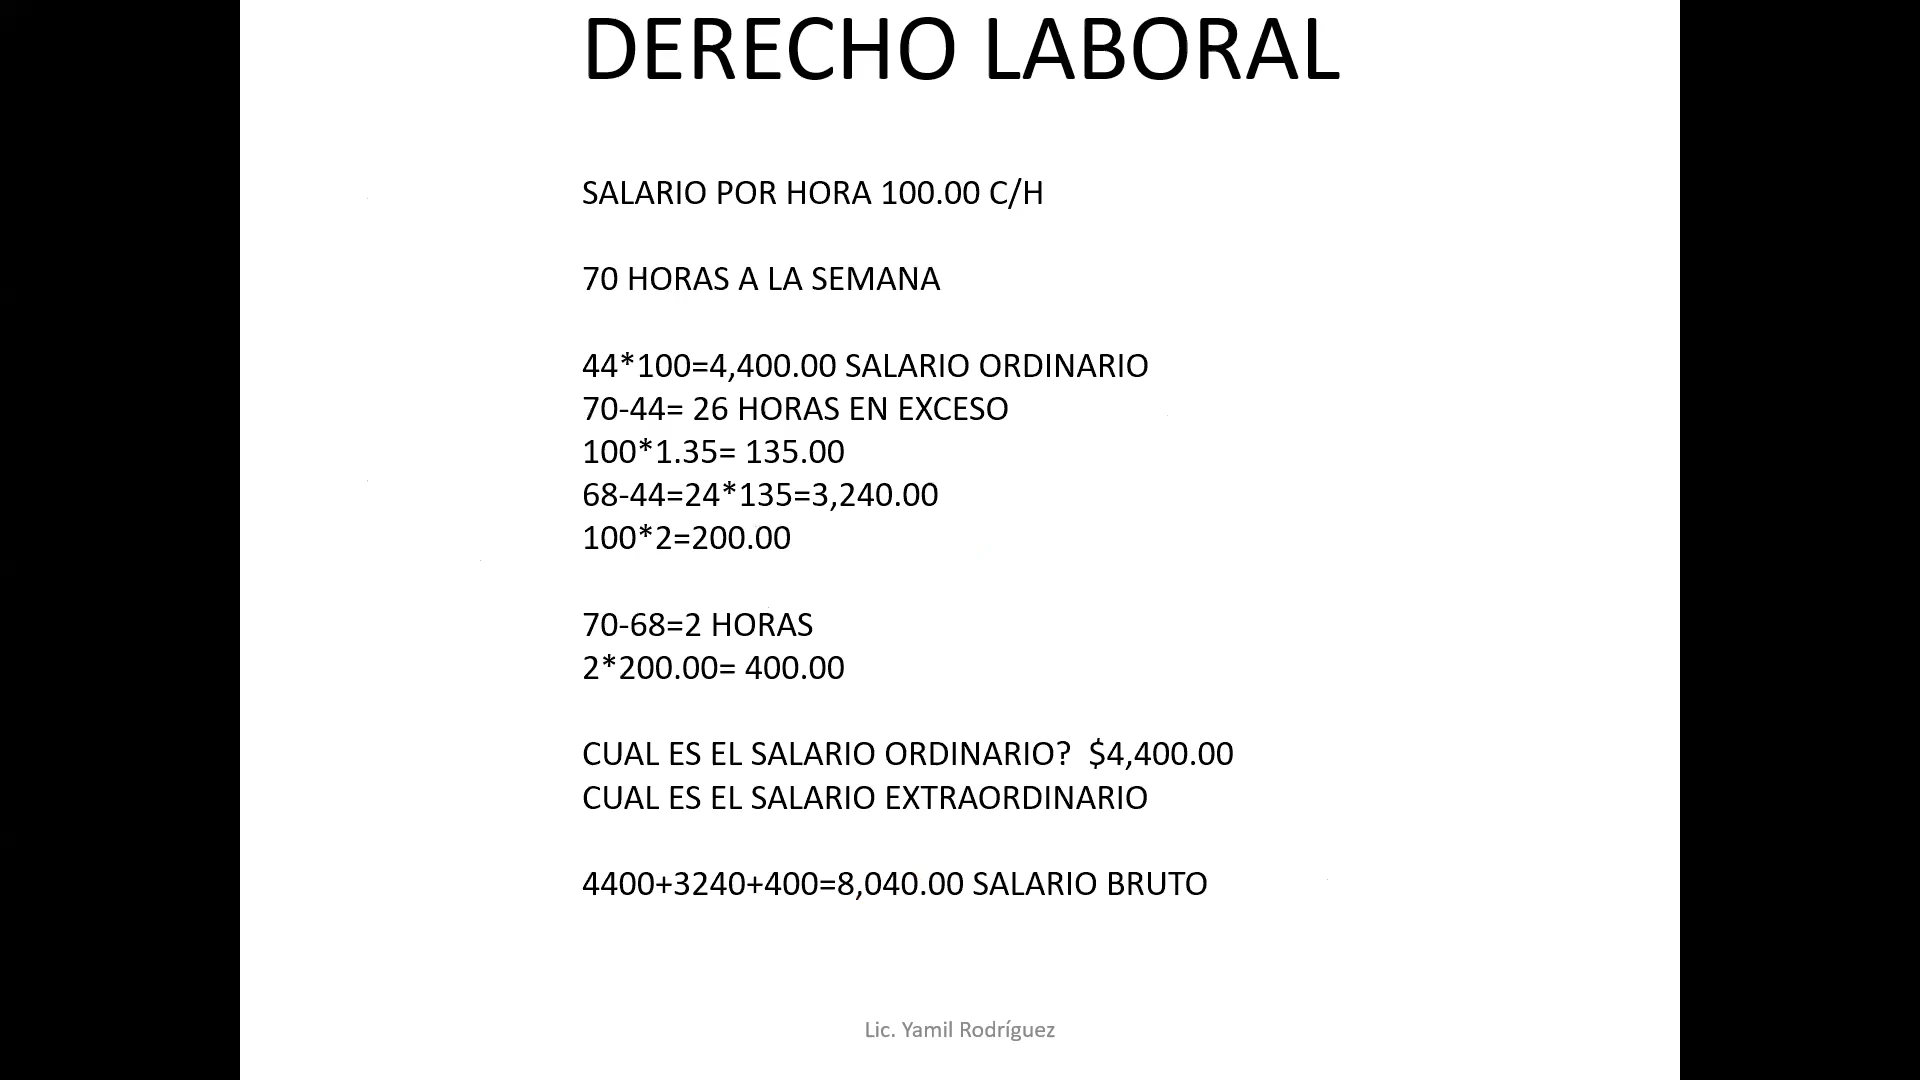 DERECHO LABORAL
SALARIO POR HORA 100.00 C/H
70 HORAS A LA SEMANA
44*100=4,400.00 SALARIO ORDINARIO
70-44= 26 HORAS EN EXCESO
100*1.35= 135.00
68-44=24*135=3,240.00
100*2=200.00
70-68=2 HORAS
2*200.00= 400.00
CUAL ES EL SALARIO ORDINARIO?  $4,400.00
CUAL ES EL SALARIO EXTRAORDINARIO
4400+3240+400=8,040.00 SALARIO BRUTO
Lic. Yamil Rodríguez